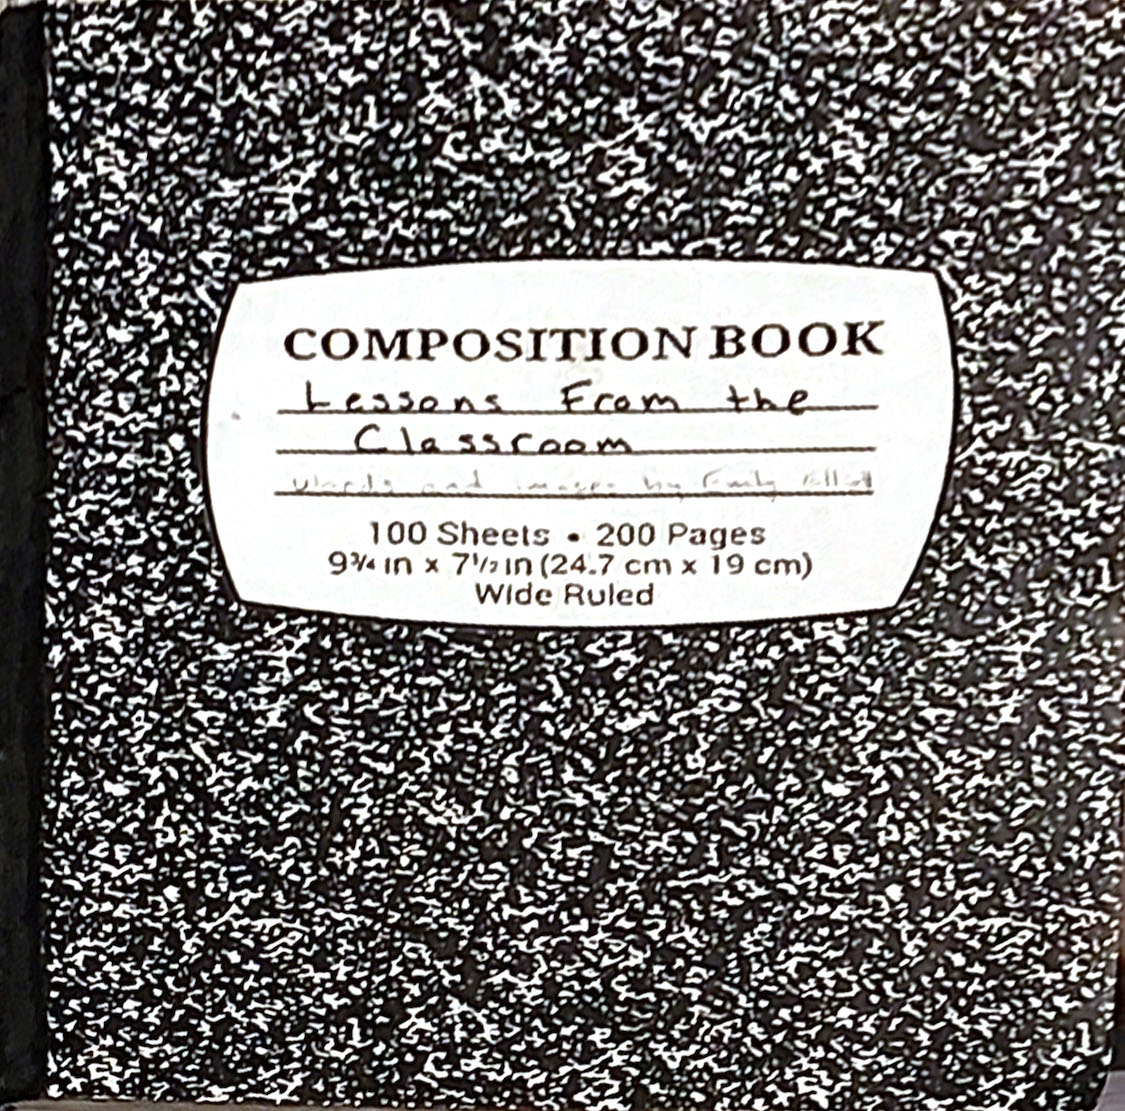 COMPOSITION BOOK
Lessons From the
Classroom
words and images by Emily
100 Sheets • 200 Pages
9¾ in x 7½ in (24.7 cm x 19 cm)
Wide Ruled